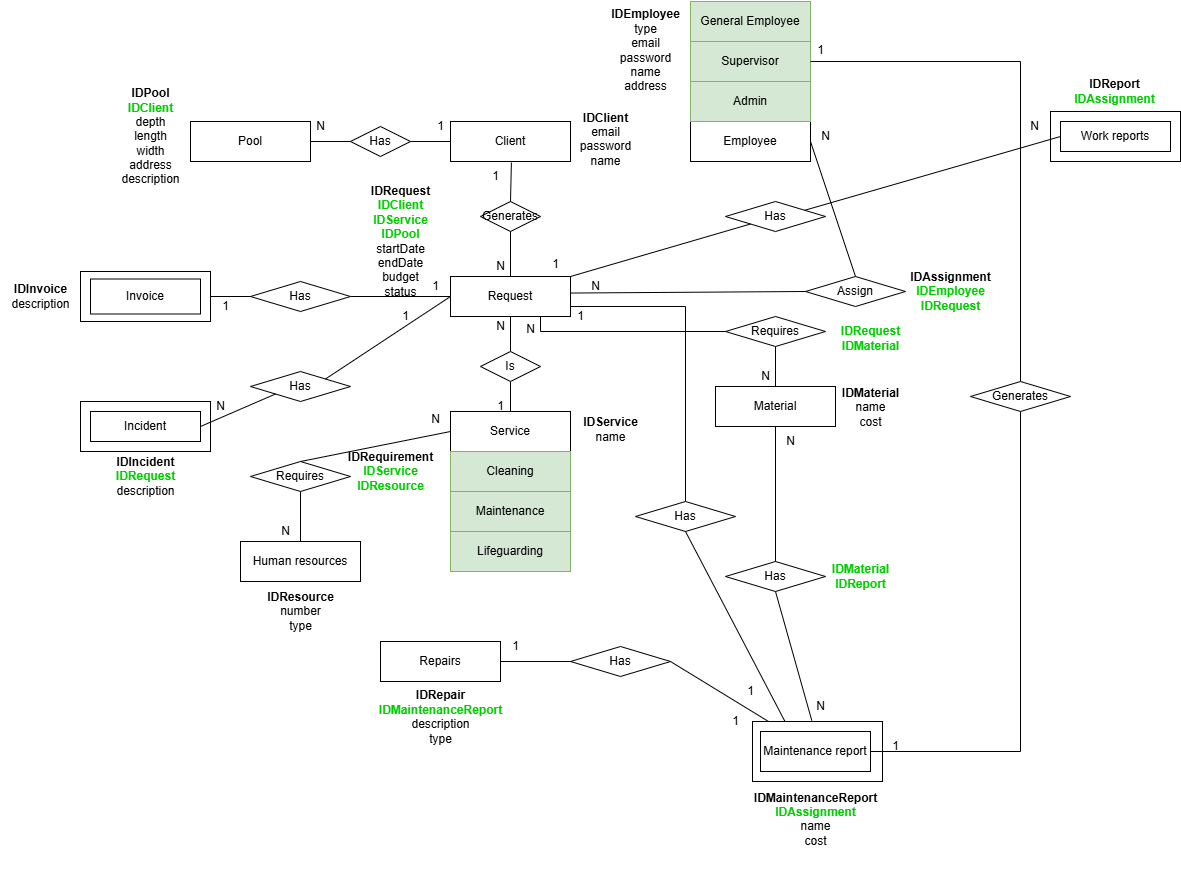 IDEmployee
type
email
password
name
address
General Employee
Supervisor
Admin
Employee
1
N
IDReport
IDAssignment
N
Work reports
IDPool
IDClient
depth
length
width
address
description
Pool
N
Has
1
Client
IDClient
email
password
name
1
Generates
N
IDRequest
IDClient
IDService
IDPool
startDate
endDate
budget
status
Has
1
N
Assign
IDAssignment
IDEmployee
IDRequest
IDInvoice
description
Invoice
1
Has
1
Request
1
N
N
1
Requires
IDRequest
IDMaterial
Is
Has
N
Incident
IDIncident
IDRequest
description
N
Material
IDMaterial
name
cost
N
Generates
1
Service
IDService
name
Cleaning
Maintenance
Lifeguarding
N
Requires
IDRequirement
IDService
IDResource
N
Human resources
IDResource
number
type
Has
Has
IDMaterial
IDReport
Repairs
1
Has
IDRepair
IDMaintenanceReport
description
type
1
1
N
Maintenance report
1
IDMaintenanceReport
IDAssignment
name
cost